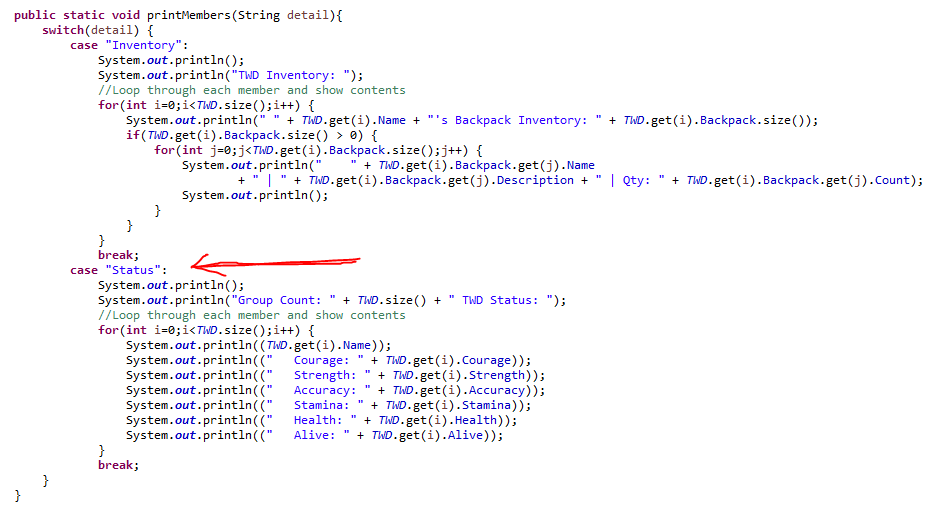 public static void printMembers(String detail){
    switch(detail) {
        case "Inventory":
            System.out.println();
            System.out.println("TWD Inventory: ");
            //Loop through each member and show contents
            for(int i=0;i<TWD.size();i++) {
                System.out.println(" " + TWD.get(i).Name + "'s Backpack Inventory: " + TWD.get(i).Backpack.size());
                if(TWD.get(i).Backpack.size() > 0) {
                    for(int j=0;j<TWD.get(i).Backpack.size();j++) {
                        System.out.println("    " + TWD.get(i).Backpack.get(j).Name
                                + " | " + TWD.get(i).Backpack.get(j).Description + " | Qty: " + TWD.get(i).Backpack.get(j).Count);
                        System.out.println();
                    }
                }
            }
            break;
        case "Status":
            System.out.println();
            System.out.println("Group Count: " + TWD.size() + " TWD Status: ");
            //Loop through each member and show contents
            for(int i=0;i<TWD.size();i++) {
                System.out.println((TWD.get(i).Name));
                System.out.println(("   Courage: " + TWD.get(i).Courage));
                System.out.println(("   Strength: " + TWD.get(i).Strength));
                System.out.println(("   Accuracy: " + TWD.get(i).Accuracy));
                System.out.println(("   Stamina: " + TWD.get(i).Stamina));
                System.out.println(("   Health: " + TWD.get(i).Health));
                System.out.println(("   Alive: " + TWD.get(i).Alive));
            }
            break;
    }
}